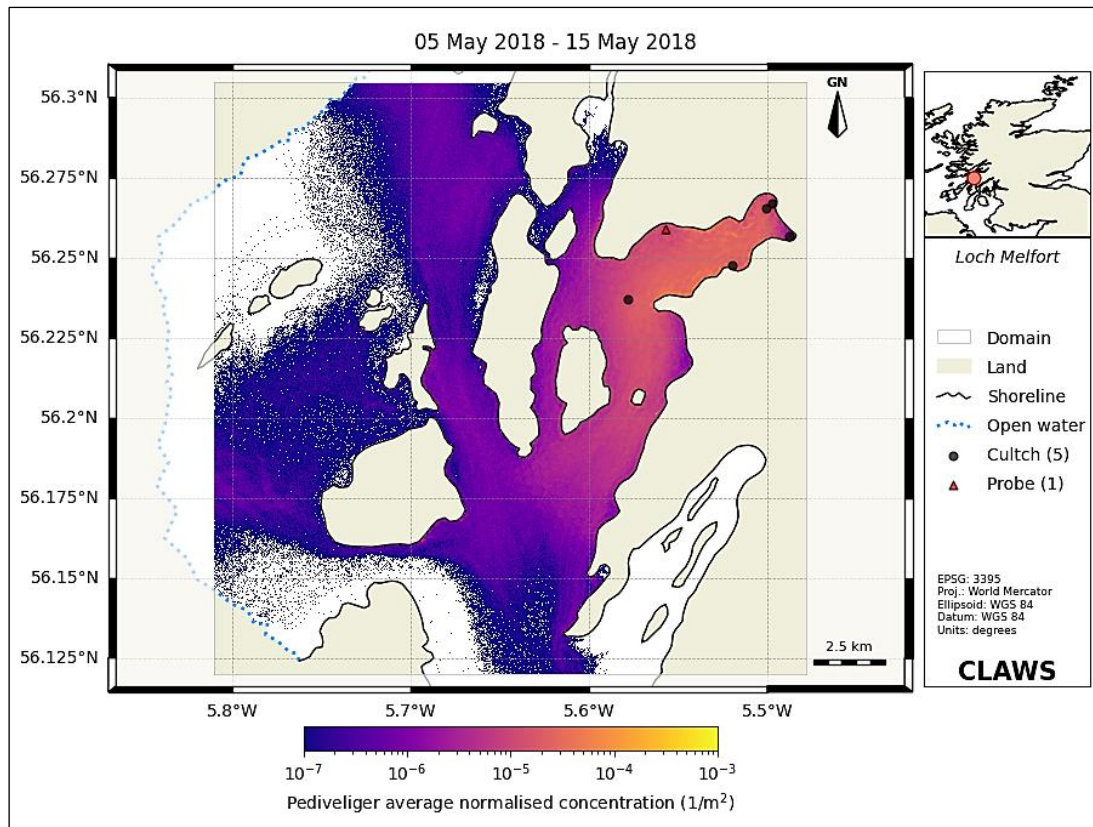 05 May 2018 - 15 May 2018
56.3°N
56.275°N
56.25°N
56.225°N
56.2°N
56.175°N
56.15°N
56.125°N
5.8°W
5.7°W
5.6°W
5.5°W
GN
2.5 km
10⁻⁷
10⁻⁶
10⁻⁵
10⁻⁴
10⁻³
Pediveliger average normalised concentration (1/m²)
Loch Melfort
Domain
Land
Shoreline
Open water
Cultch (5)
Probe (1)
EPSG: 3395
Proj.: World Mercator
Ellipsoid: WGS 84
Datum: WGS 84
Units: degrees
CLAWS